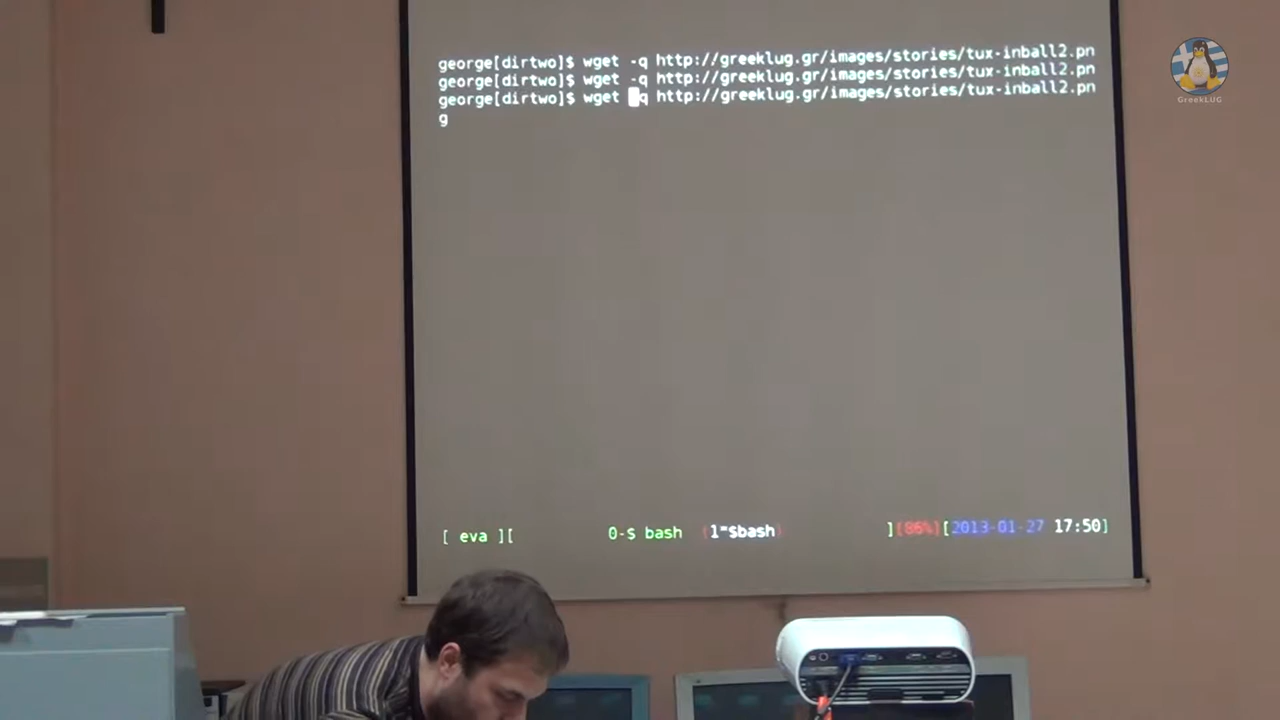 george[dirtwo]$ wget -q http://greeklug.gr/images/stories/tux-inball2.pn
george[dirtwo]$ wget -q http://greeklug.gr/images/stories/tux-inball2.pn
george[dirtwo]$ wget -q http://greeklug.gr/images/stories/tux-inball2.pn
g
[ eva ][ 0-$ bash (1*$bash) ][86%][2013-01-27 17:50]
GreekLUG